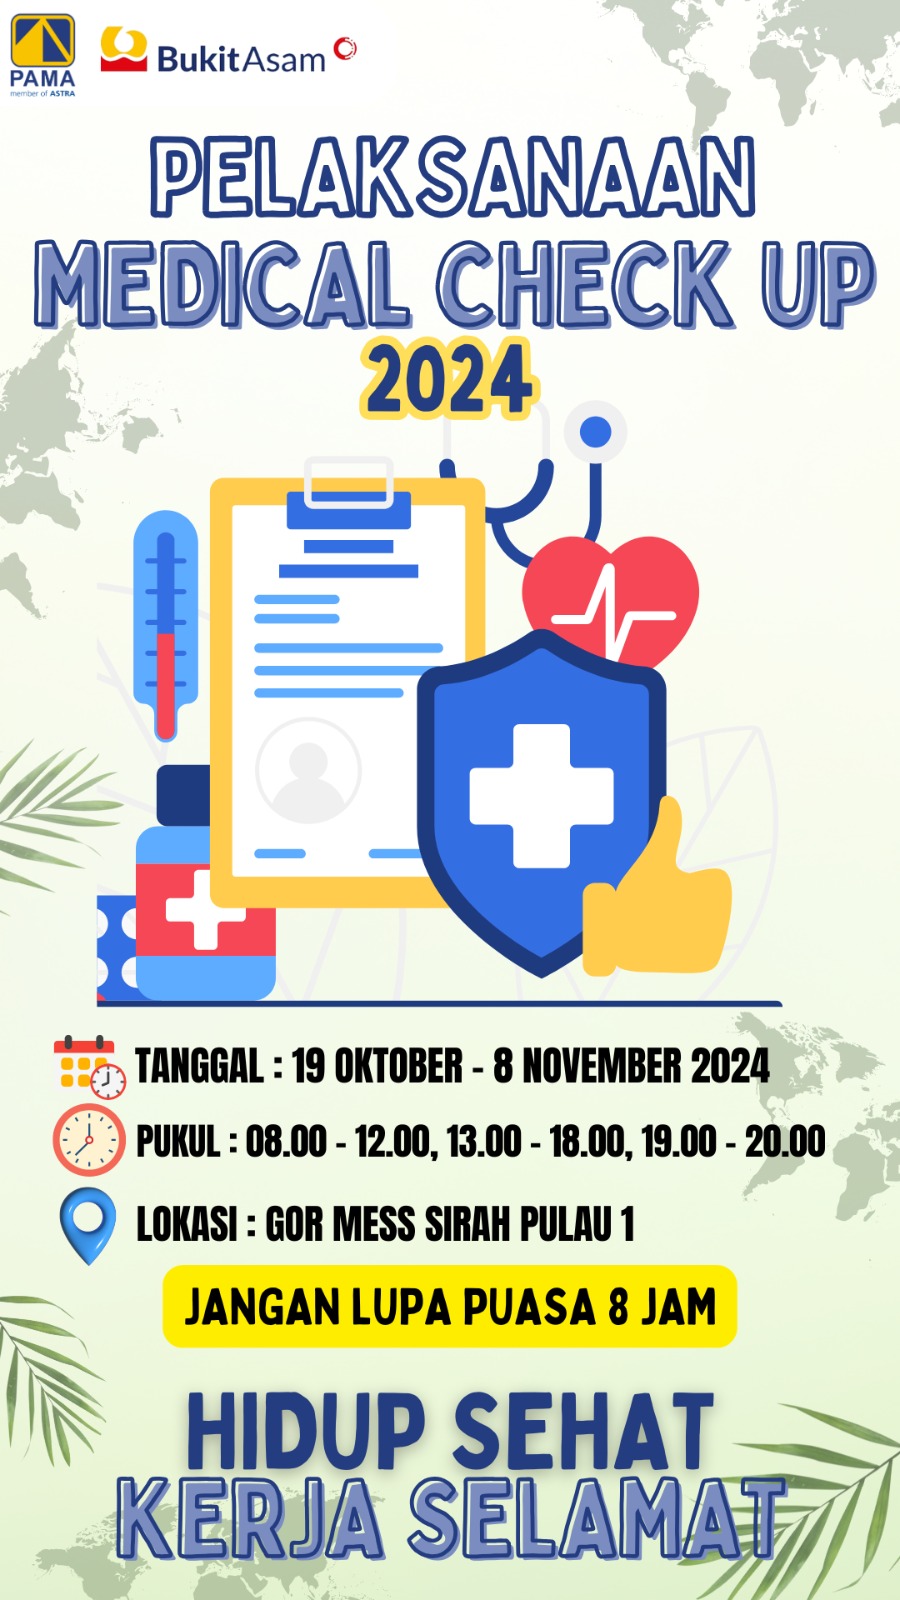 PAMA
member of ASTRA
BukitAsam
PELAKSANAAN
MEDICAL CHECK UP
2024
TANGGAL : 19 OKTOBER - 8 NOVEMBER 2024
PUKUL : 08.00 - 12.00, 13.00 - 18.00, 19.00 - 20.00
LOKASI : GOR MESS SIRAH PULAU 1
JANGAN LUPA PUASA 8 JAM
HIDUP SEHAT
KERJA SELAMAT